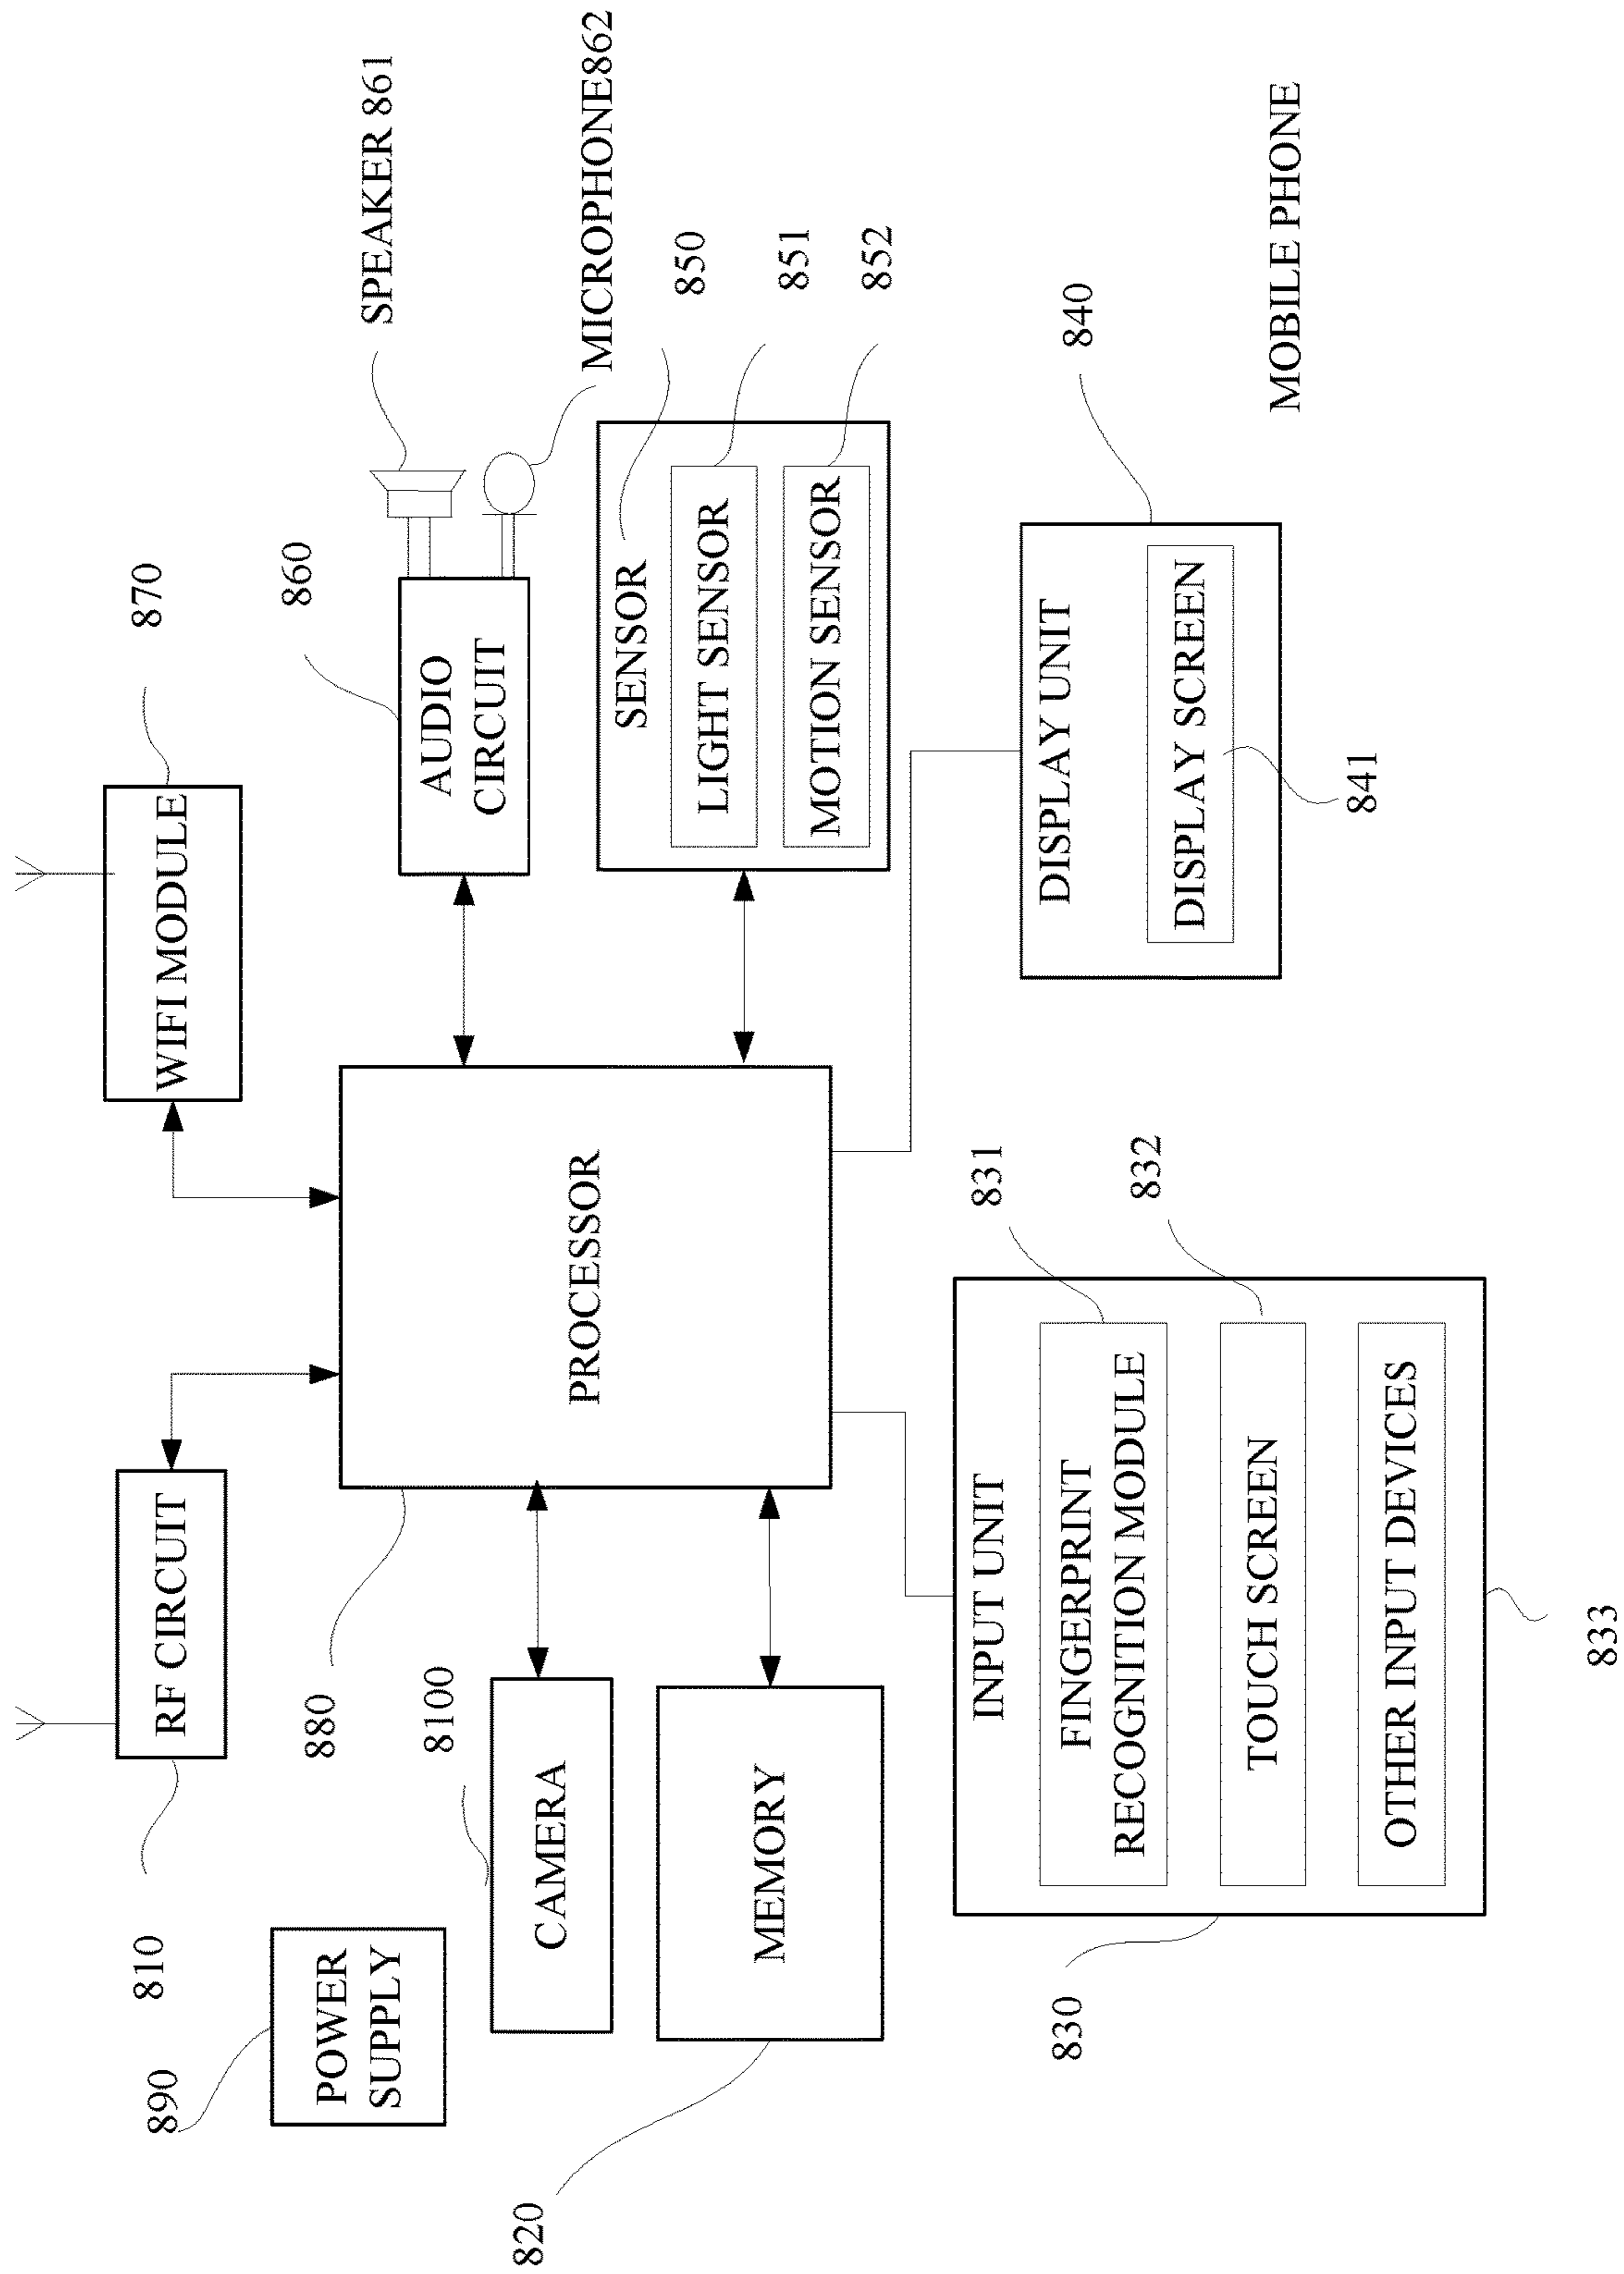 810
RF CIRCUIT
WIFI MODULE
870
890
POWER
SUPPLY
880
860
AUDIO
CIRCUIT
SPEAKER 861
MICROPHONE862
8100
CAMERA
PROCESSOR
820
MEMORY
SENSOR
850
LIGHT SENSOR
851
MOTION SENSOR
852
INPUT UNIT
830
FINGERPRINT
RECOGNITION MODULE
831
TOUCH SCREEN
832
OTHER INPUT DEVICES
833
DISPLAY UNIT
840
DISPLAY SCREEN
841
MOBILE PHONE